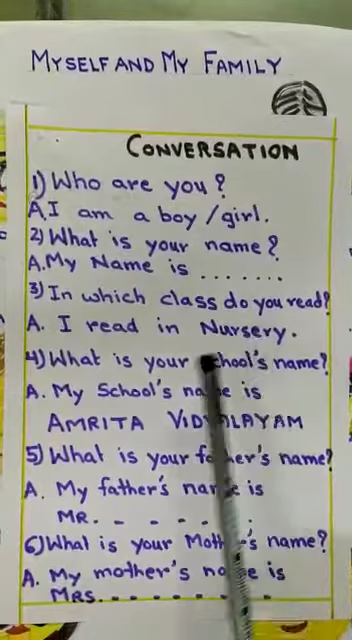 MYSELF AND MY FAMILY
CONVERSATION
1) Who are you?
A. I am a boy / girl.
2) What is your name?
A. My Name is .......
3) In which class do you read?
A. I read in Nursery.
4) What is your school's name?
A. My School's name is
AMRITA VIDYALAYAM
5) What is your father's name?
A. My father's name is
MR. - - - - - .
6) What is your Moth 's name?
A. My mother's name is
MRS. - - - - - - - - -